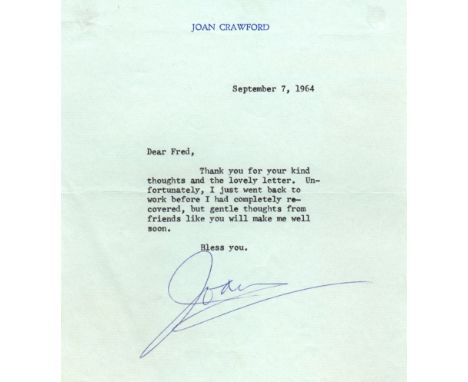 JOAN CRAWFORD
September 7, 1964
Dear Fred,
Thank you for your kind
thoughts and the lovely letter. Un-
fortunately, I just went back to
work before I had completely re-
covered, but gentle thoughts from
friends like you will make me well
soon.
Bless you.
Joan